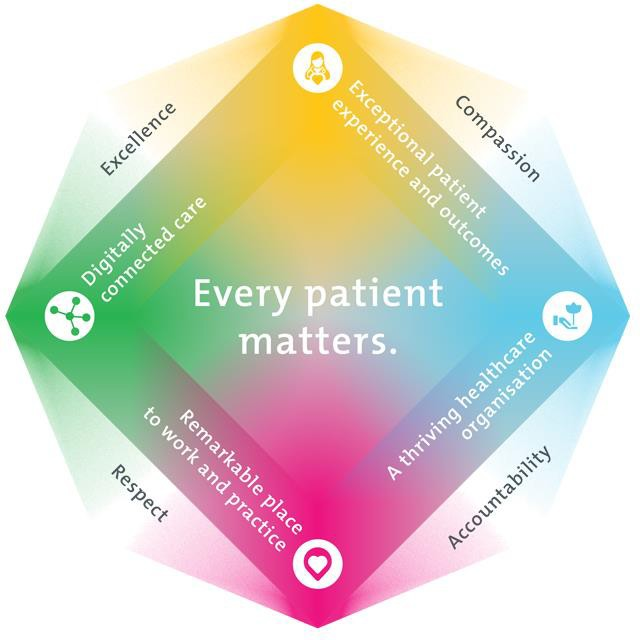 Excellence
Compassion
Exceptional patient
experience and outcomes
Digitally
connected care
Every patient
matters.
A thriving healthcare
organisation
Remarkable place
to work and practice
Respect
Accountability